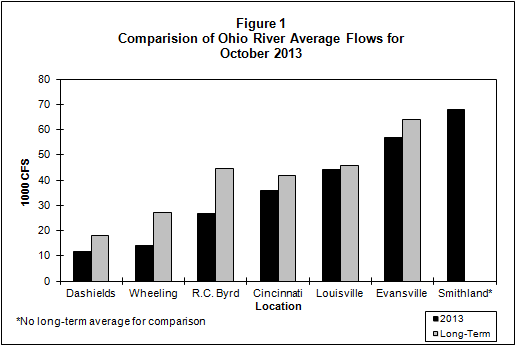 Figure 1
Comparision of Ohio River Average Flows for
October 2013
80
70
60
50
40
30
20
10
0
1000 CFS
Dashields Wheeling R.C. Byrd Cincinnati Louisville Evansville Smithland*
Location
*No long-term average for comparison
2013
Long-Term